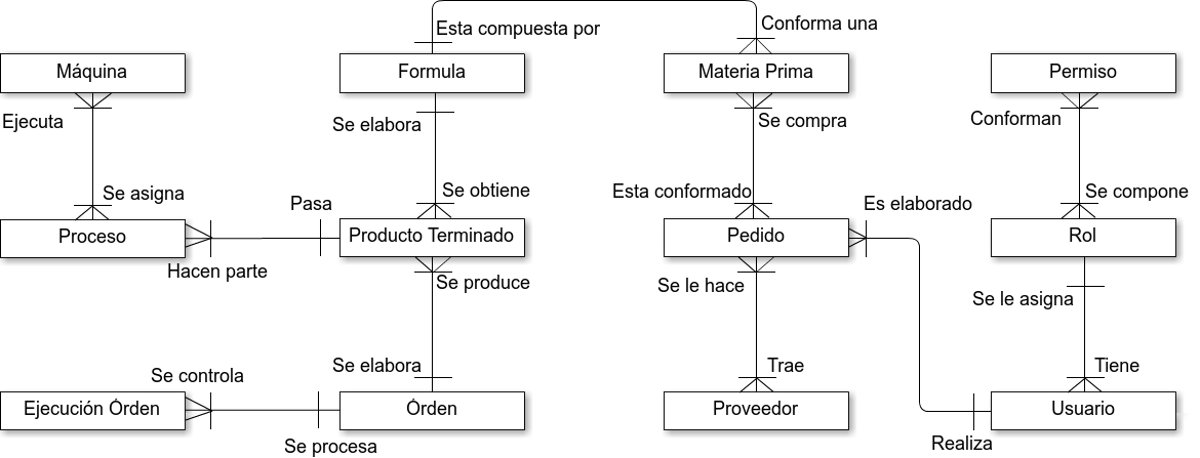 Esta compuesta por
Conforma una
Máquina
Formula
Materia Prima
Permiso
Ejecuta
Se elabora
Se compra
Conforman
Se asigna
Se obtiene
Esta conformado
Se compone
Pasa
Es elaborado
Proceso
Producto Terminado
Pedido
Rol
Hacen parte
Se produce
Se le hace
Se le asigna
Se controla
Se elabora
Trae
Tiene
Ejecución Órden
Órden
Proveedor
Usuario
Se procesa
Realiza